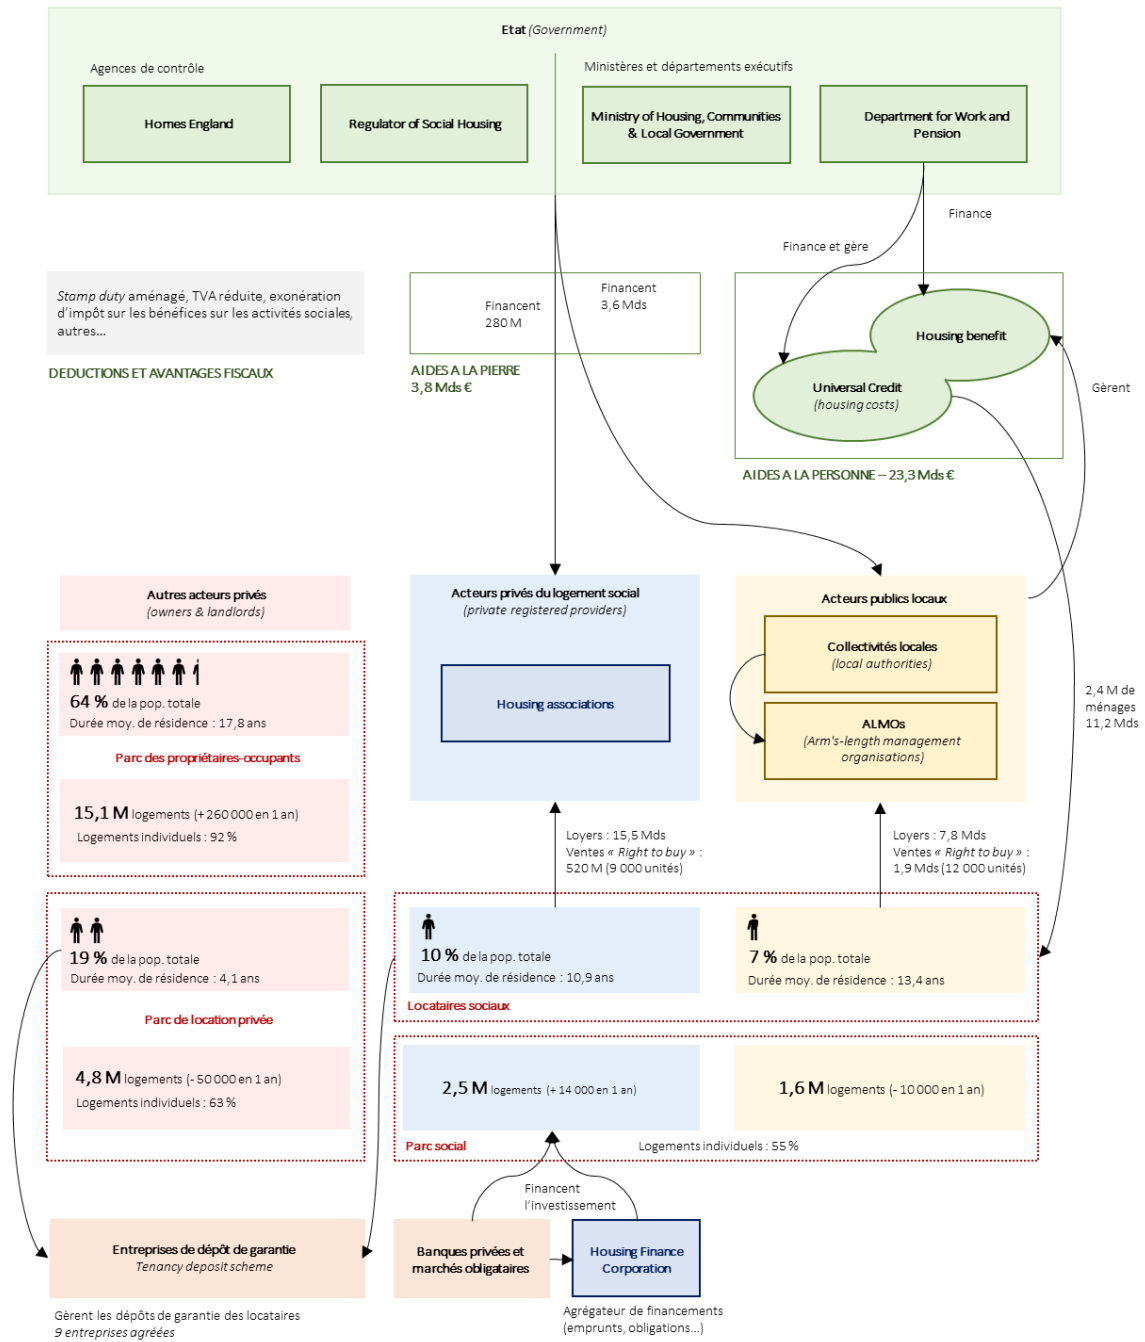 Etat (Government)
Agences de contrôle
Ministères et départements exécutifs
Homes England
Regulator of Social Housing
Ministry of Housing, Communities
& Local Government
Department for Work and
Pension
Finance
Finance et gère
Stamp duty aménagé, TVA réduite, exonération
d'impôt sur les bénéfices sur les activités sociales,
autres...
DEDUCTIONS ET AVANTAGES FISCAUX
Financent
280 M
Financent
3,6 Mds
AIDES A LA PIERRE
3,8 Mds €
Housing benefit
Universal Credit
(housing costs)
Gèrent
AIDES A LA PERSONNE – 23,3 Mds €
Autres acteurs privés
(owners & landlords)
Acteurs privés du logement social
(private registered providers)
Housing associations
Acteurs publics locaux
Collectivités locales
(local authorities)
ALMOs
(Arm's-length management
organisations)
2,4 M de
ménages
11,2 Mds
64 % de la pop. totale
Durée moy. de résidence : 17,8 ans
Parc des propriétaires-occupants
15,1 M logements (+ 260 000 en 1 an)
Logements individuels : 92 %
Loyers : 15,5 Mds
Ventes « Right to buy » :
520 M (9 000 unités)
Loyers : 7,8 Mds
Ventes « Right to buy » :
1,9 Mds (12 000 unités)
19 % de la pop. totale
Durée moy. de résidence : 4,1 ans
Parc de location privée
4,8 M logements (- 50 000 en 1 an)
Logements individuels : 63 %
10 % de la pop. totale
Durée moy. de résidence : 10,9 ans
7 % de la pop. totale
Durée moy. de résidence : 13,4 ans
Locataires sociaux
2,5 M logements (+ 14 000 en 1 an)
1,6 M logements (- 10 000 en 1 an)
Parc social
Logements individuels : 55 %
Financent
l'investissement
Entreprises de dépôt de garantie
Tenancy deposit scheme
Gèrent les dépôts de garantie des locataires
9 entreprises agréées
Banques privées et
marchés obligataires
Housing Finance
Corporation
Agrégateur de financements
(emprunts, obligations...)